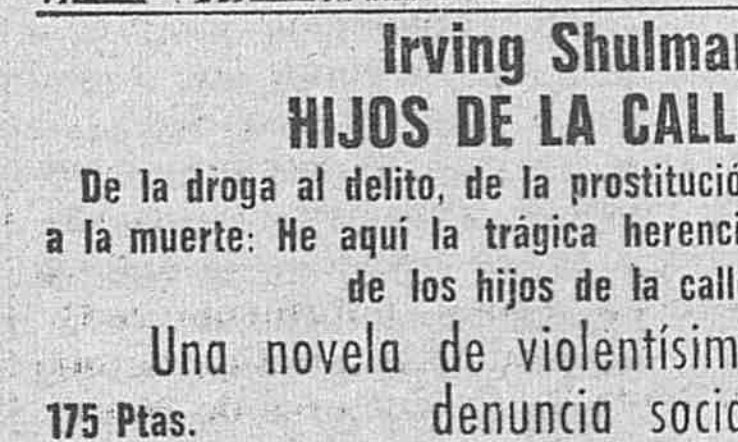 Irving Shulma
HIJOS DE LA CALL
De la droga al delito, de la prostitució
a la muerte: He aquí la trágica herenci
de los hijos de la call
Una novela de violentísim
175 Ptas. denuncia socia